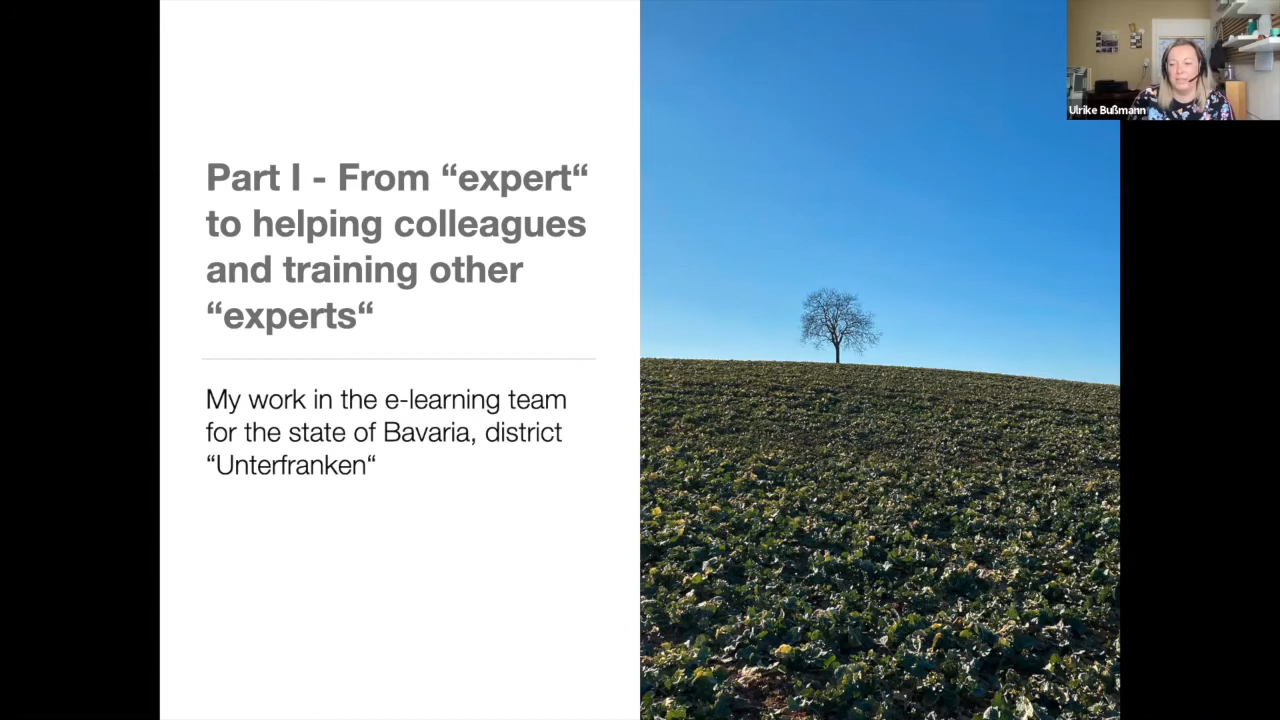 Part I - From “expert“
to helping colleagues
and training other
“experts“
My work in the e-learning team
for the state of Bavaria, district
“Unterfranken“
Ulrike Bußmann